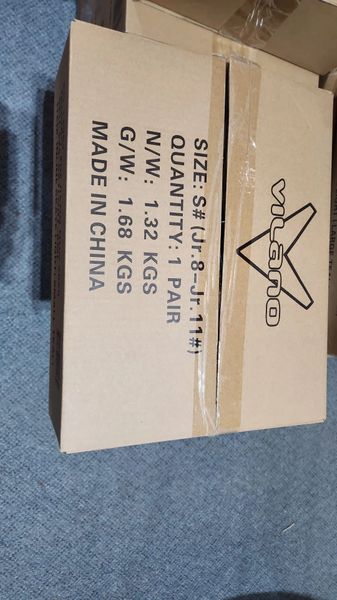 VILANO
SIZE: S# (Jr.8-Jr.11#)
QUANTITY: 1 PAIR
N/W: 1.32 KGS
G/W: 1.68 KGS
MADE IN CHINA